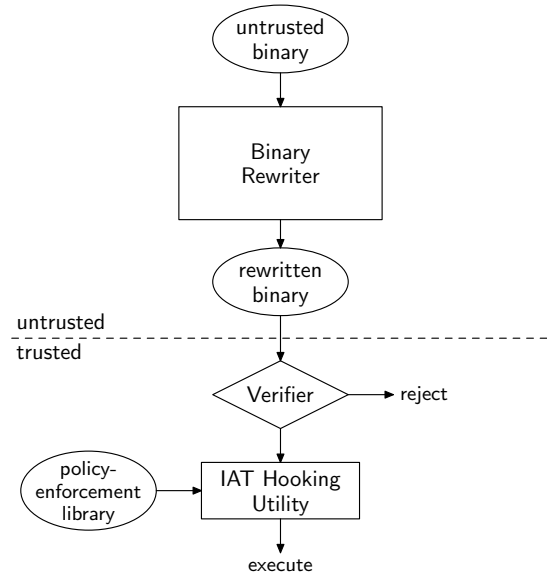 untrusted
binary
Binary
Rewriter
rewritten
binary
untrusted
trusted
Verifier
reject
policy-
enforcement
library
IAT Hooking
Utility
execute